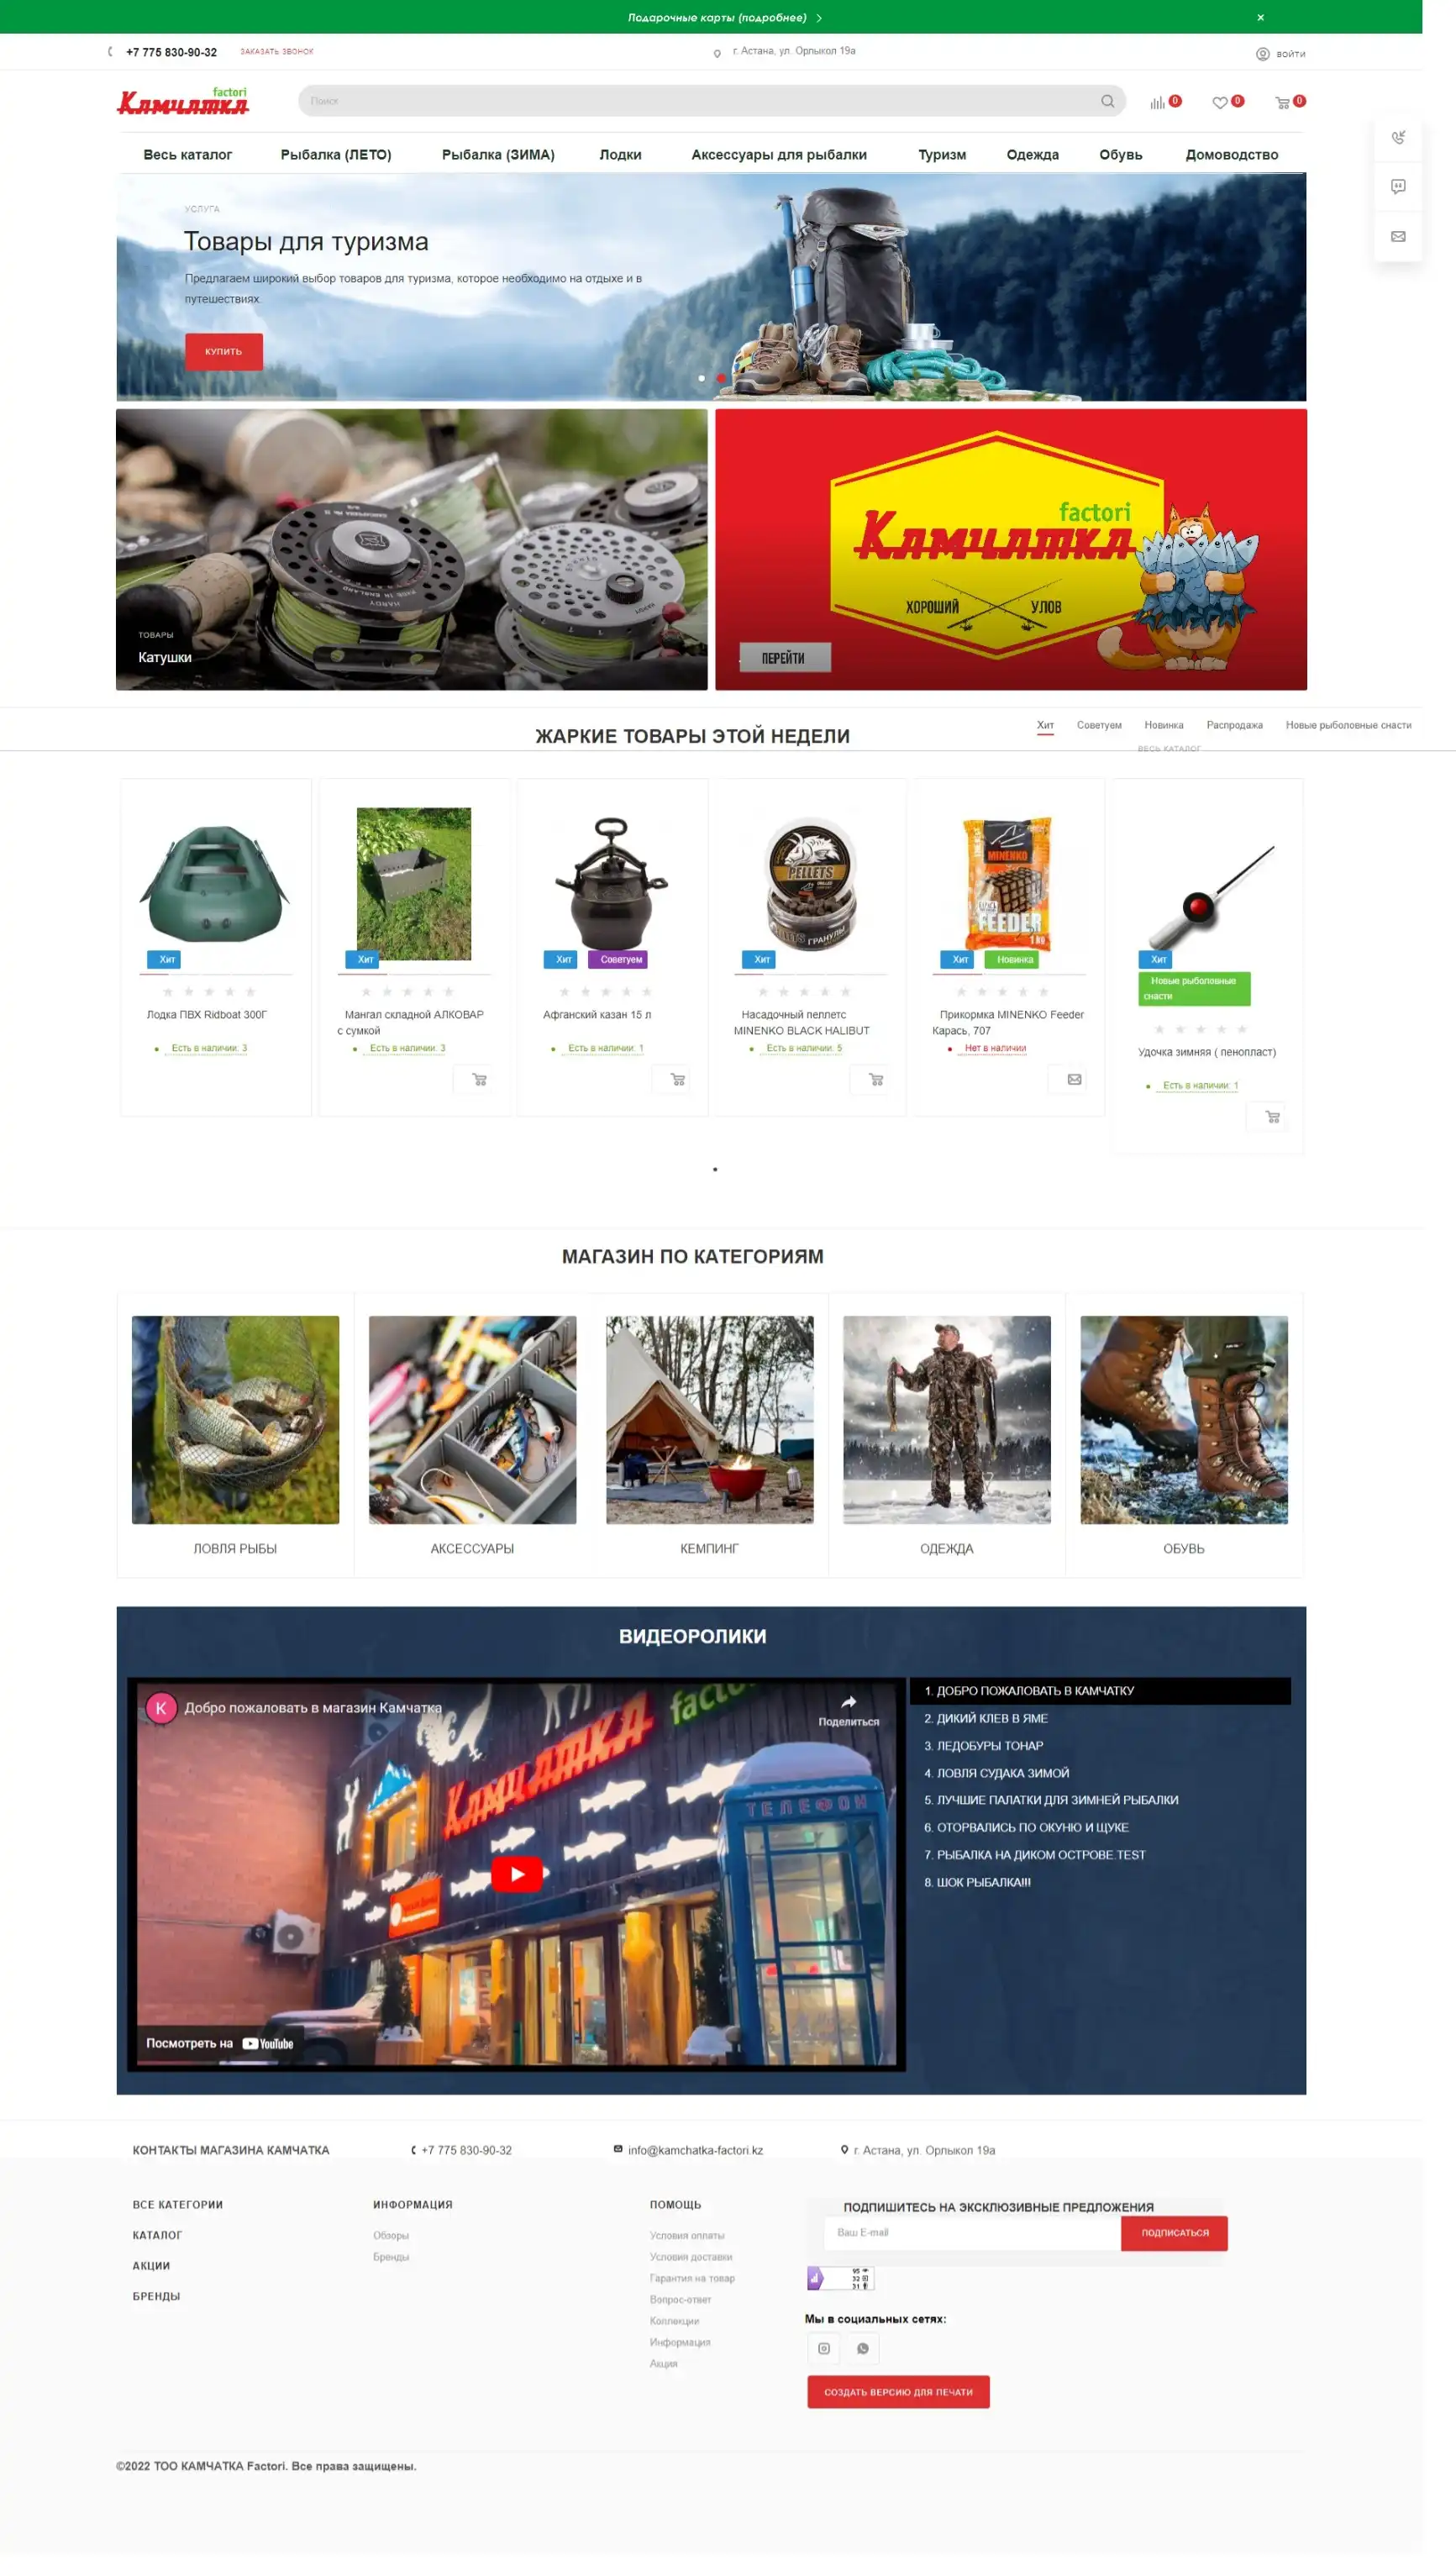 Подарочные карты (подробнее)
+7 775 830-90-32
ЗАКАЗАТЬ ЗВОНОК
г. Астана, ул. Орлыкол 19а
ВОЙТИ
factori
Камчатка
Поиск
0
0
0
Весь каталог
Рыбалка (ЛЕТО)
Рыбалка (ЗИМА)
Лодки
Аксессуары для рыбалки
Туризм
Одежда
Обувь
Домоводство
УСЛУГА
Товары для туризма
Предлагаем широкий выбор товаров для туризма, которое необходимо на отдыхе и в
путешествиях.
КУПИТЬ
ТОВАРЫ
Катушки
factori
Камчатка
ХОРОШИЙ УЛОВ
ПЕРЕЙТИ
ЖАРКИЕ ТОВАРЫ ЭТОЙ НЕДЕЛИ
Хит
Советуем
Новинка
Распродажа
Новые рыболовные снасти
ВЕСЬ КАТАЛОГ
Хит
Лодка ПВХ Ridboat 300Г
Есть в наличии: 3
Хит
Мангал складной АЛКОВАР
с сумкой
Есть в наличии: 3
Хит
Советуем
Афганский казан 15 л
Есть в наличии: 1
PELLETS
ГРАНУЛЫ
Хит
Насадочный пеллетс
MINENKO BLACK HALIBUT
Есть в наличии: 5
MINENKO
FEEDER
1 kg
Хит
Новинка
Прикормка MINENKO Feeder
Карась, 707
Нет в наличии
Хит
Новые рыболовные
снасти
Удочка зимняя ( пенопласт)
Есть в наличии: 1
МАГАЗИН ПО КАТЕГОРИЯМ
ЛОВЛЯ РЫБЫ
АКСЕССУАРЫ
КЕМПИНГ
ОДЕЖДА
ОБУВЬ
ВИДЕОРОЛИКИ
К
Добро пожаловать в магазин Камчатка
Поделиться
factori
Камчатка
ТЕЛЕФОН
Посмотреть на YouTube
1. ДОБРО ПОЖАЛОВАТЬ В КАМЧАТКУ
2. ДИКИЙ КЛЕВ В ЯМЕ
3. ЛЕДОБУРЫ ТОНАР
4. ЛОВЛЯ СУДАКА ЗИМОЙ
5. ЛУЧШИЕ ПАЛАТКИ ДЛЯ ЗИМНЕЙ РЫБАЛКИ
6. ОТОРВАЛИСЬ ПО ОКУНЮ И ЩУКЕ
7. РЫБАЛКА НА ДИКОМ ОСТРОВЕ.TEST
8. ШОК РЫБАЛКА!!!
КОНТАКТЫ МАГАЗИНА КАМЧАТКА
+7 775 830-90-32
info@kamchatka-factori.kz
г. Астана, ул. Орлыкол 19а
ВСЕ КАТЕГОРИИ
КАТАЛОГ
АКЦИИ
БРЕНДЫ
ИНФОРМАЦИЯ
Обзоры
Бренды
ПОМОЩЬ
Условия оплаты
Условия доставки
Гарантия на товар
Вопрос-ответ
Коллекции
Информация
Акция
ПОДПИШИТЕСЬ НА ЭКСКЛЮЗИВНЫЕ ПРЕДЛОЖЕНИЯ
Ваш E-mail
ПОДПИСАТЬСЯ
95
32
31
Мы в социальных сетях:
СОЗДАТЬ ВЕРСИЮ ДЛЯ ПЕЧАТИ
©2022 ТОО КАМЧАТКА Factori. Все права защищены.